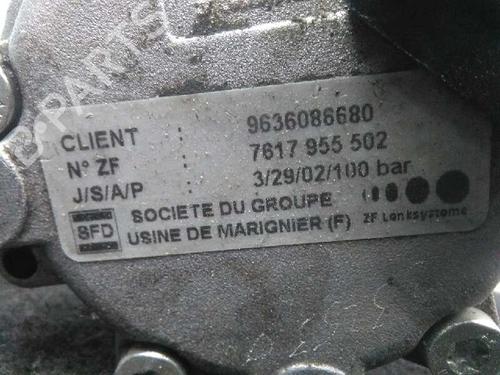 B-PARTS
CLIENT : 9636086680
N° ZF : 7617 955 502
J/S/A/P : 3/29/02/100 bar
SFD SOCIETE DU GROUPE
USINE DE MARIGNIER (F) ZF Lenksysteme